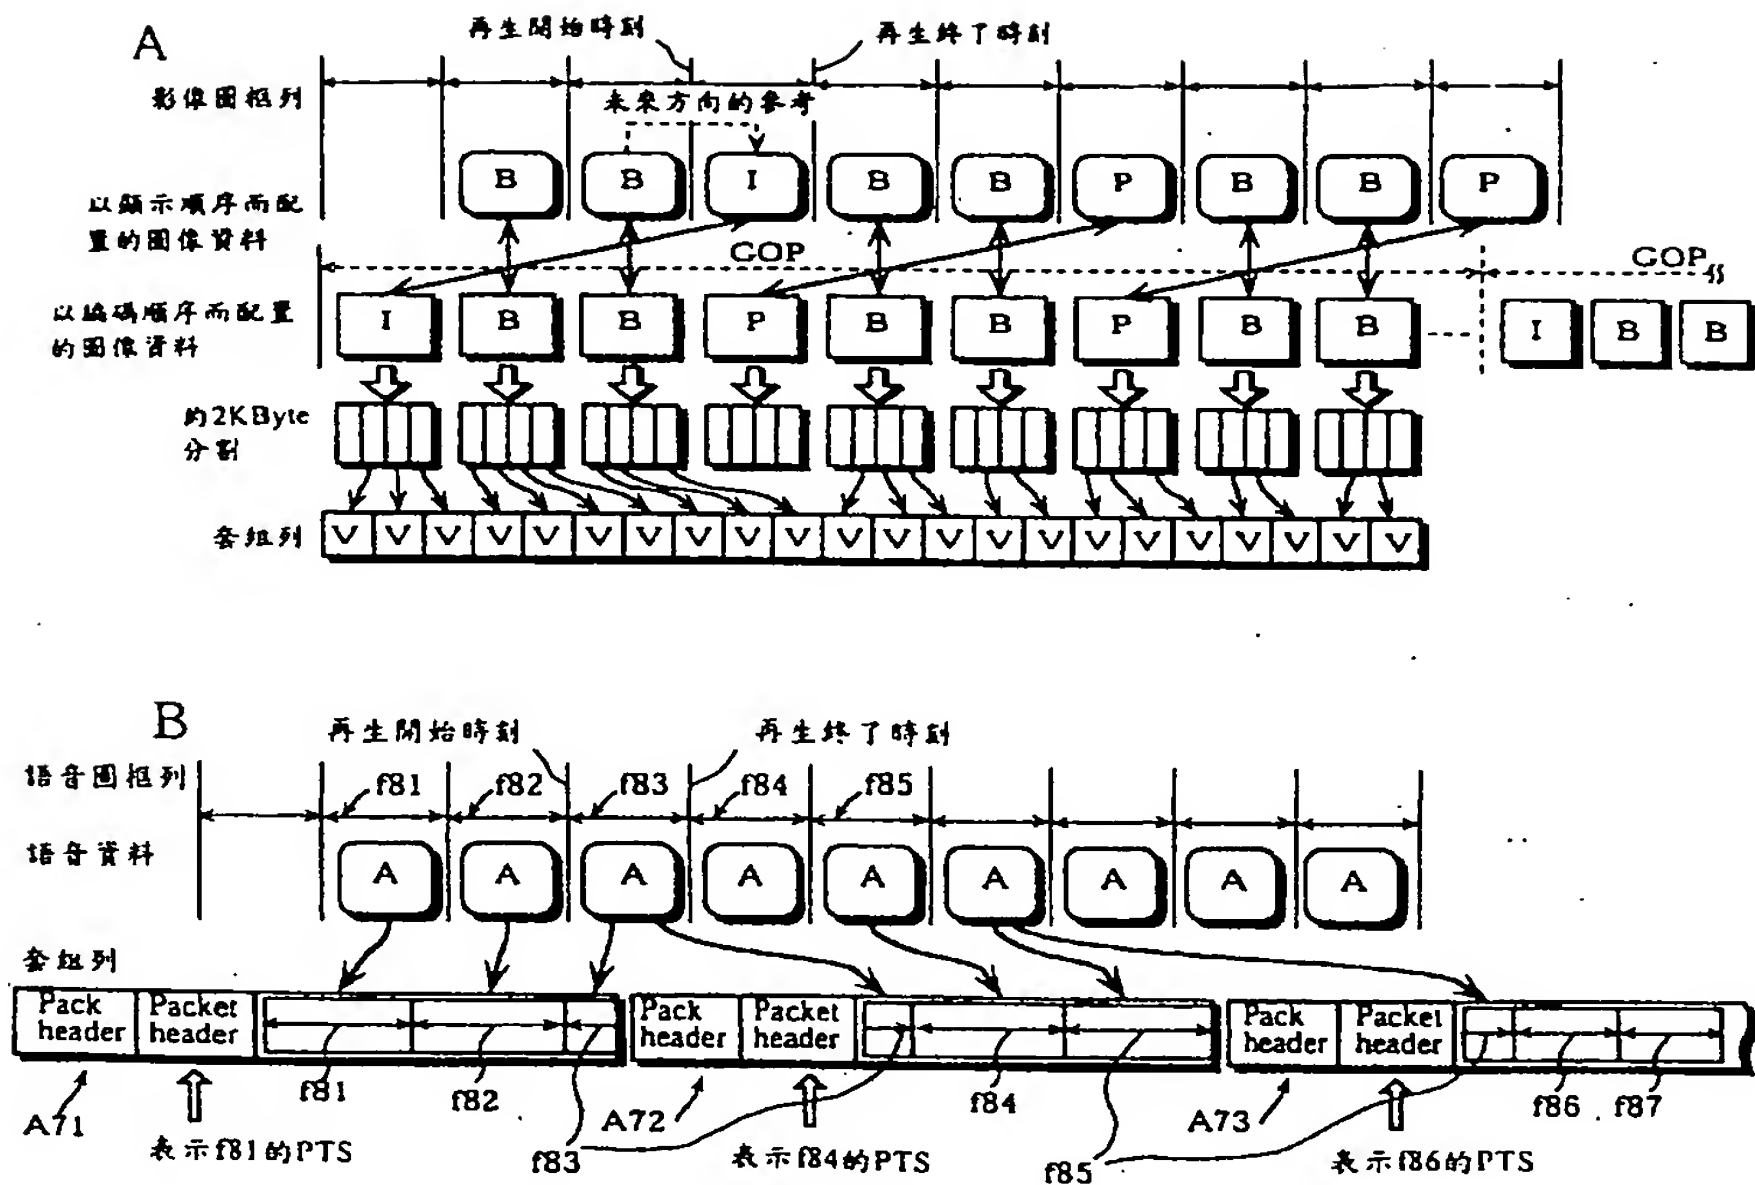 A
再生開始時刻
再生終了時刻
影像圖框列
未來方向的參考
B B I B B P B B P
以顯示順序而配
置的圖像資料
GOP
GOP
以編碼順序而配置
的圖像資料
I B B P B B P B B I B B
約2KByte
分割
套組列
V V V V V V V V V V V V V V V V V V V V V V
B
再生開始時刻
再生終了時刻
語音圖框列
f81 f82 f83 f84 f85
語音資料
A A A A A A A A A
套組列
Pack header
Packet header
Pack header
Packet header
Pack header
Packet header
f81
f82
f83
f84
f85
f86
f87
A71
A72
A73
表示f81的PTS
表示f84的PTS
表示f86的PTS